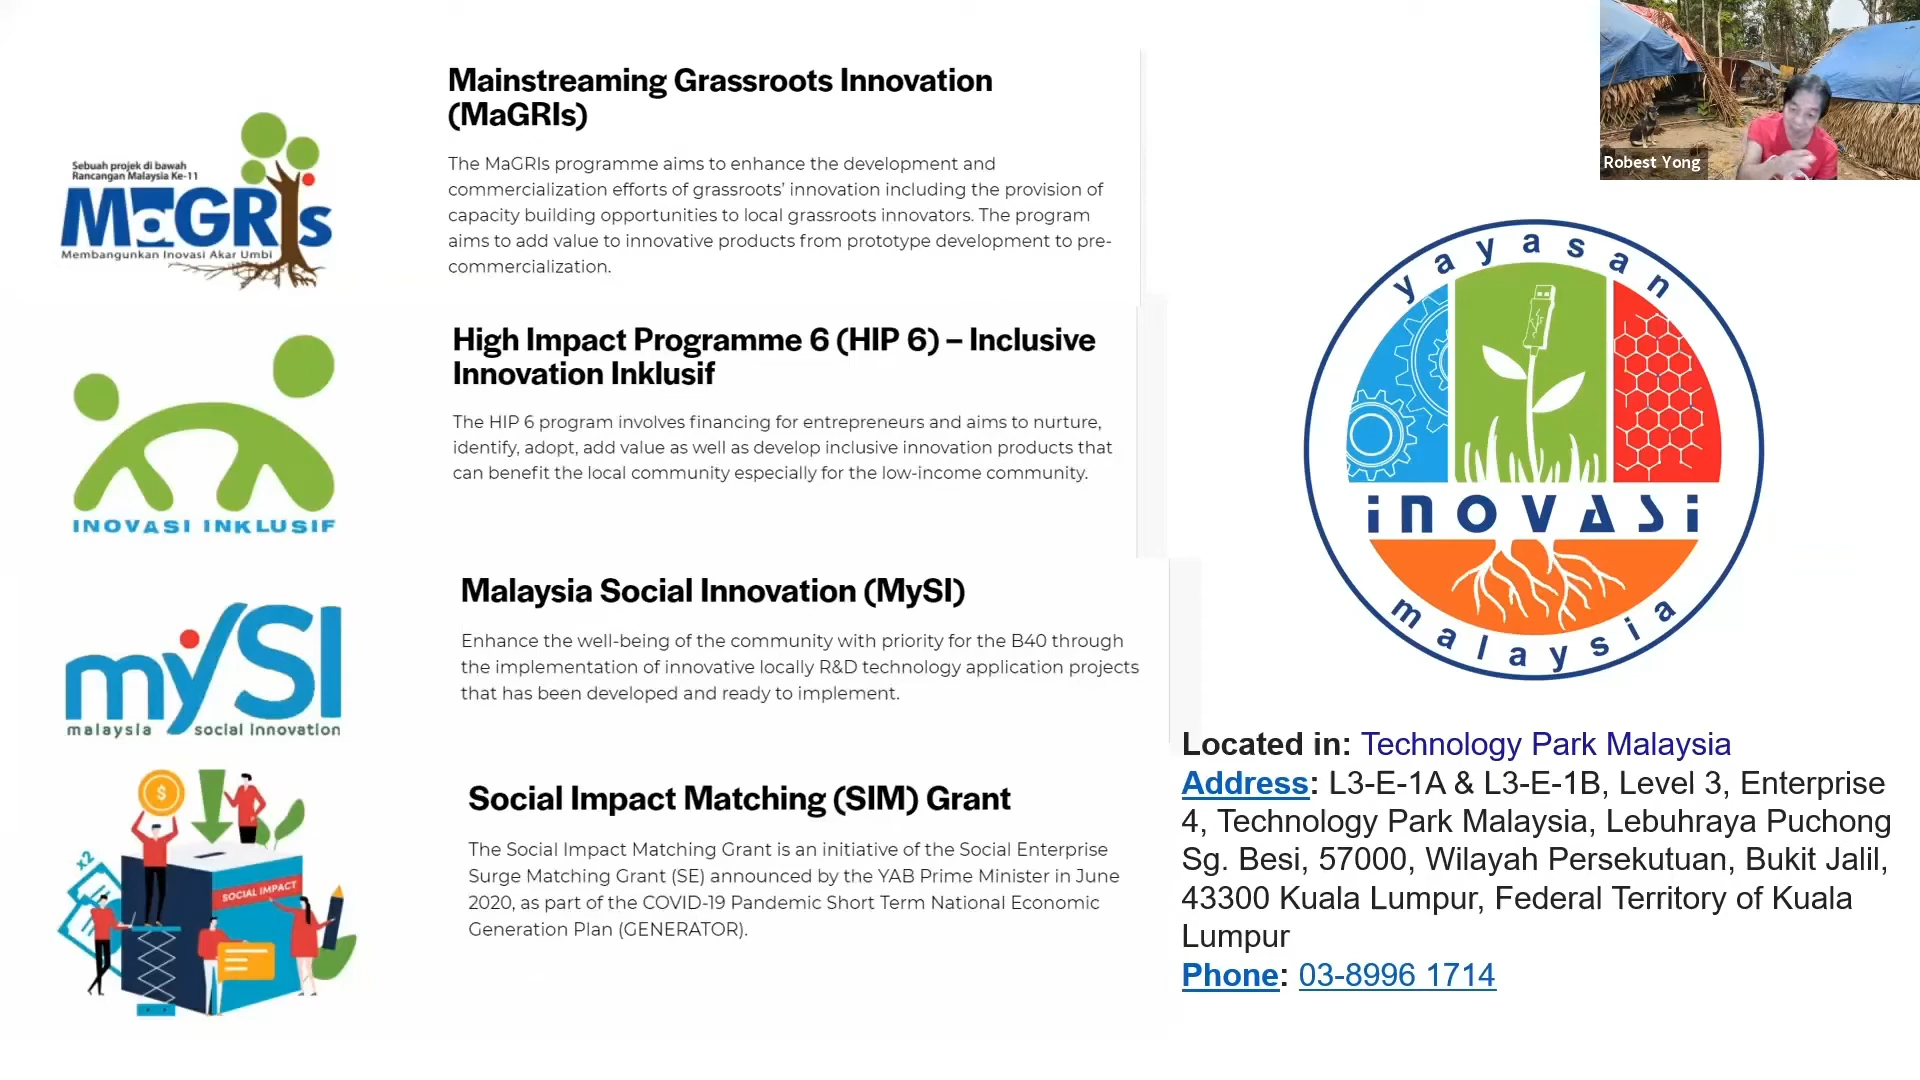 Sebuah projek di bawah
Rancangan Malaysia Ke-11
MaGRIs
Membangunkan Inovasi Akar Umbi
Mainstreaming Grassroots Innovation
(MaGRIs)
The MaGRIs programme aims to enhance the development and
commercialization efforts of grassroots' innovation including the provision of
capacity building opportunities to local grassroots innovators. The program
aims to add value to innovative products from prototype development to pre-
commercialization.
INOVASI INKLUSIF
High Impact Programme 6 (HIP 6) – Inclusive
Innovation Inklusif
The HIP 6 program involves financing for entrepreneurs and aims to nurture,
identify, adopt, add value as well as develop inclusive innovation products that
can benefit the local community especially for the low-income community.
mySI
malaysia social innovation
Malaysia Social Innovation (MySI)
Enhance the well-being of the community with priority for the B40 through
the implementation of innovative locally R&D technology application projects
that has been developed and ready to implement.
$
x2
SOCIAL IMPACT
Social Impact Matching (SIM) Grant
The Social Impact Matching Grant is an initiative of the Social Enterprise
Surge Matching Grant (SE) announced by the YAB Prime Minister in June
2020, as part of the COVID-19 Pandemic Short Term National Economic
Generation Plan (GENERATOR).
Robest Yong
yayasan
iNOVASi
malaysia
Located in: Technology Park Malaysia
Address: L3-E-1A & L3-E-1B, Level 3, Enterprise
4, Technology Park Malaysia, Lebuhraya Puchong
Sg. Besi, 57000, Wilayah Persekutuan, Bukit Jalil,
43300 Kuala Lumpur, Federal Territory of Kuala
Lumpur
Phone: 03-8996 1714